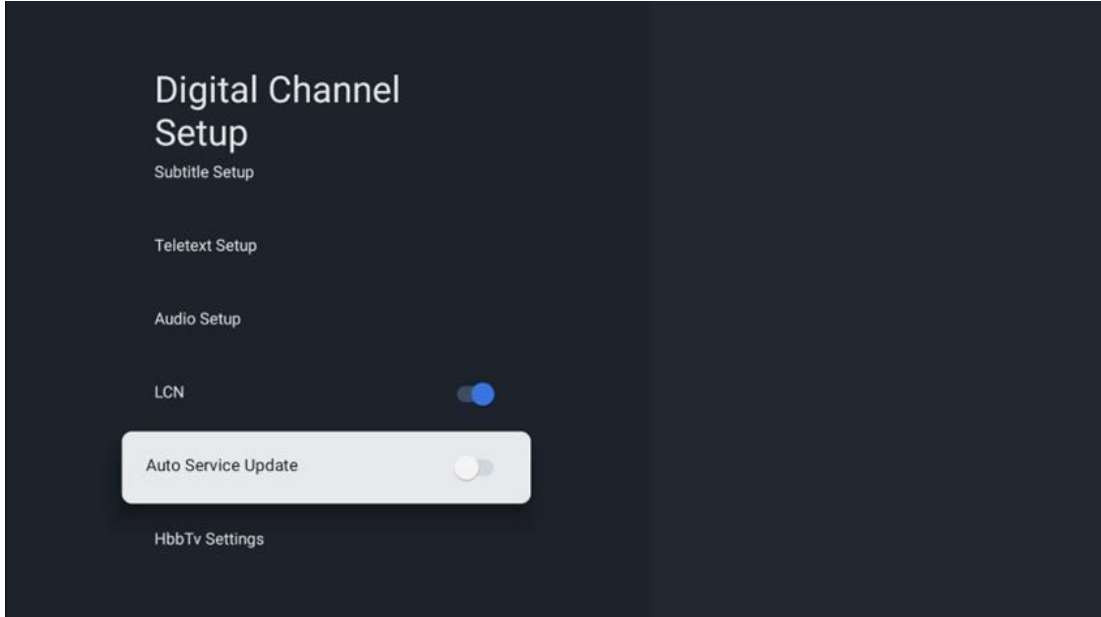 Digital Channel
Setup
Subtitle Setup
Teletext Setup
Audio Setup
LCN
Auto Service Update
HbbTv Settings